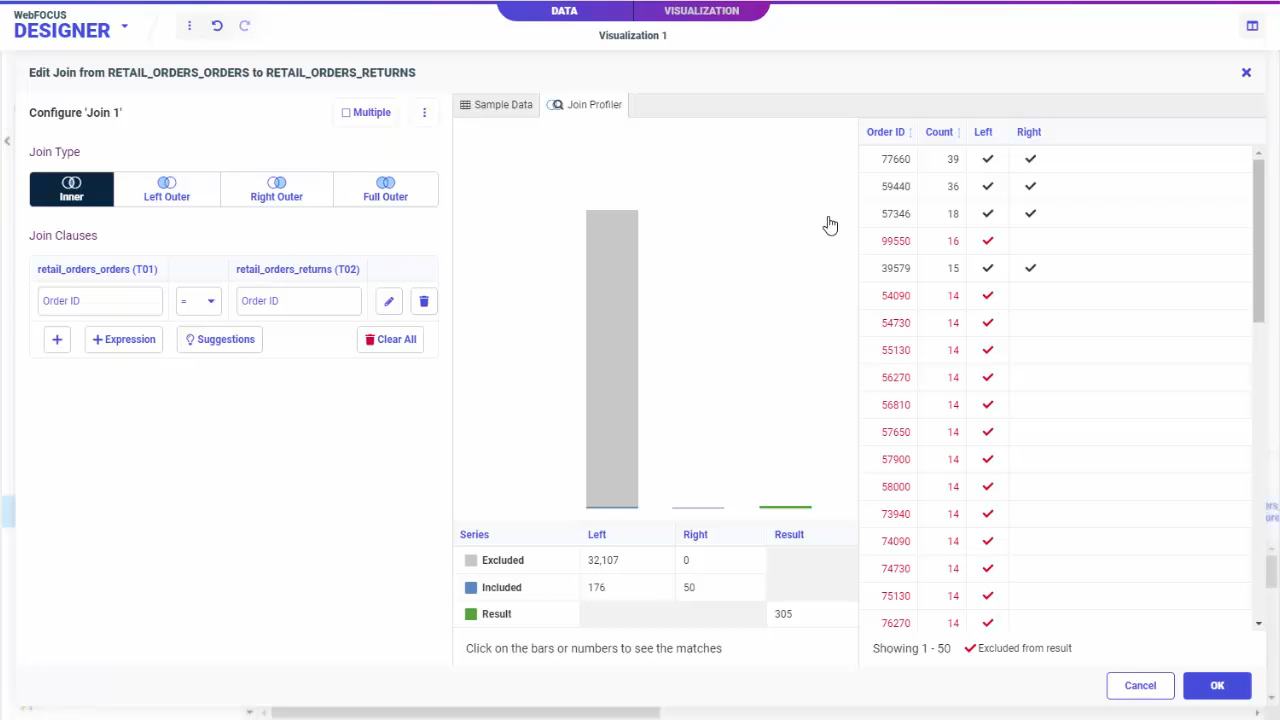 WebFOCUS
DESIGNER
DATA
VISUALIZATION
Visualization 1
Edit Join from RETAIL_ORDERS_ORDERS to RETAIL_ORDERS_RETURNS
Configure 'Join 1'
Multiple
Join Type
Inner
Left Outer
Right Outer
Full Outer
Join Clauses
retail_orders_orders (T01)
retail_orders_returns (T02)
Order ID
=
Order ID
Expression
Suggestions
Clear All
Sample Data
Join Profiler
Series Left Right Result
Excluded 32,107 0
Included 176 50
Result 305
Click on the bars or numbers to see the matches
Order ID Count Left Right
77660 39
59440 36
57346 18
99550 16
39579 15
54090 14
54730 14
55130 14
56270 14
56810 14
57650 14
57900 14
58000 14
73940 14
74090 14
74730 14
75130 14
76270 14
Showing 1 - 50
Excluded from result
Cancel
OK